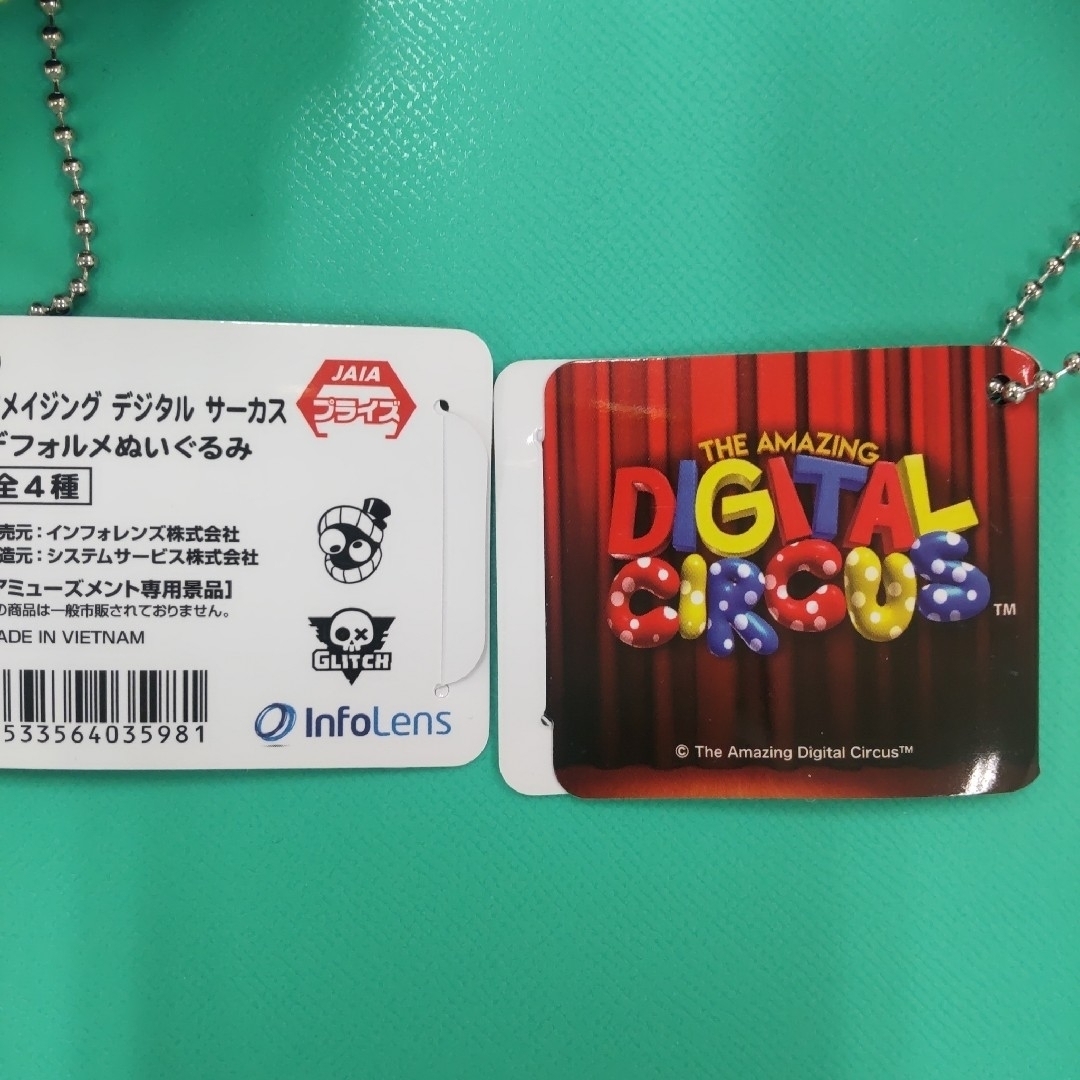 メイジング デジタル サーカス
デフォルメぬいぐるみ
全4種
売元：インフォレンズ株式会社
造元：システムサービス株式会社
アミューズメント専用景品］
の商品は一般市販されておりません。
ADE IN VIETNAM
533564035981
JAIA
プライズ
GLITCH
InfoLens
THE AMAZING
DIGITAL
CIRCUS
TM
© The Amazing Digital Circus™